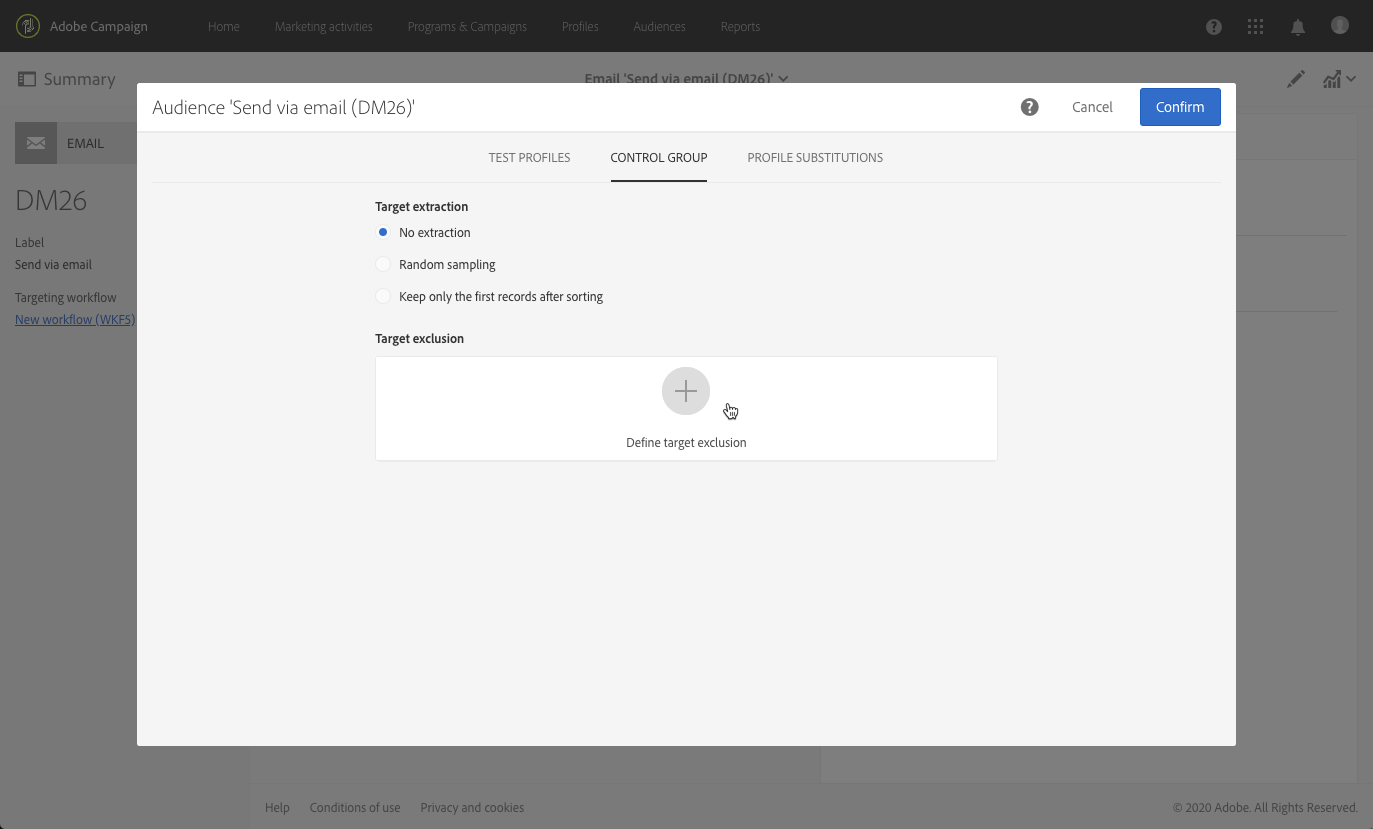 Adobe Campaign Home Marketing activities Programs & Campaigns Profiles Audiences Reports
Summary
Email 'Send via email (DM26)'
Audience 'Send via email (DM26)'
Cancel
Confirm
EMAIL
DM26
Label
Send via email
Targeting workflow
New workflow (WKF5)
TEST PROFILES CONTROL GROUP PROFILE SUBSTITUTIONS
Target extraction
No extraction
Random sampling
Keep only the first records after sorting
Target exclusion
Define target exclusion
Help Conditions of use Privacy and cookies
© 2020 Adobe. All Rights Reserved.